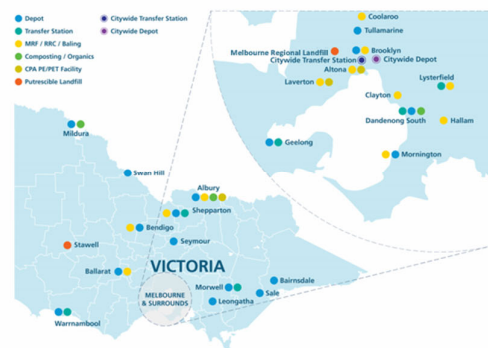 Depot
Transfer Station
MRF / RRC / Baling
Composting / Organics
CPA PE/PET Facility
Putrescible Landfill
Citywide Transfer Station
Citywide Depot
Coolaroo
Tullamarine
Melbourne Regional Landfill
Brooklyn
Citywide Transfer Station
Citywide Depot
Altona
Laverton
Lysterfield
Clayton
Dandenong South
Hallam
Geelong
Mornington
Mildura
Swan Hill
Albury
Shepparton
Bendigo
Seymour
Stawell
VICTORIA
Ballarat
Bairnsdale
Morwell
MELBOURNE
& SURROUNDS
Sale
Leongatha
Warrnambool